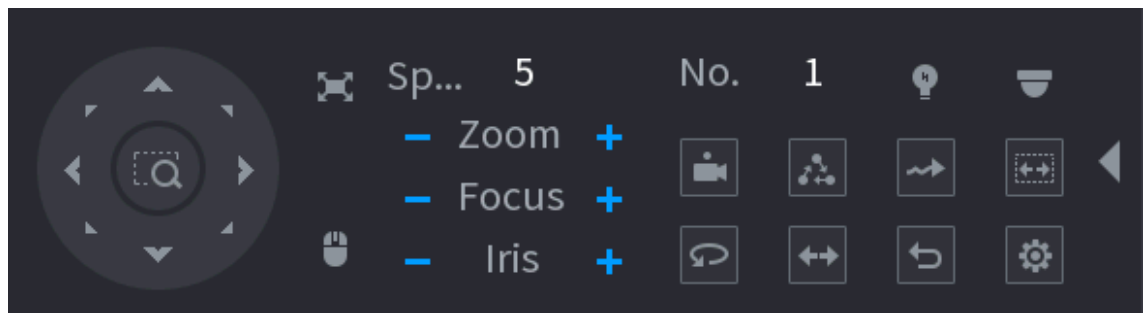 Sp... 5 No. 1
− Zoom +
− Focus +
− Iris +